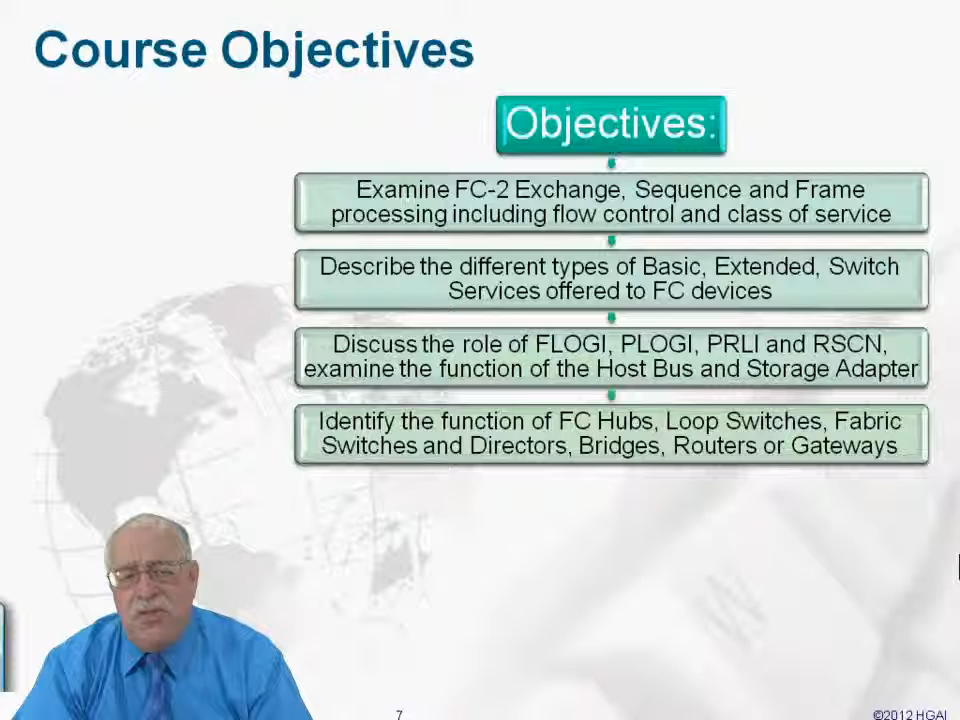 Course Objectives
Objectives:
Examine FC-2 Exchange, Sequence and Frame
processing including flow control and class of service
Describe the different types of Basic, Extended, Switch
Services offered to FC devices
Discuss the role of FLOGI, PLOGI, PRLI and RSCN,
examine the function of the Host Bus and Storage Adapter
Identify the function of FC Hubs, Loop Switches, Fabric
Switches and Directors, Bridges, Routers or Gateways
7
©2012 HGAI